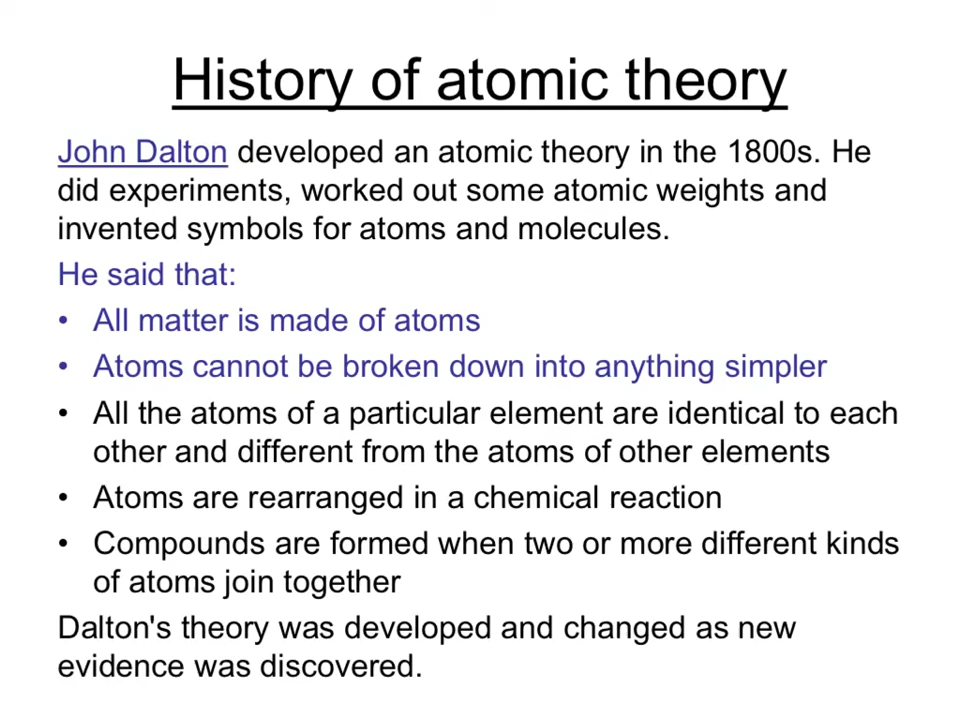 History of atomic theory
John Dalton developed an atomic theory in the 1800s. He
did experiments, worked out some atomic weights and
invented symbols for atoms and molecules.
He said that:
• All matter is made of atoms
• Atoms cannot be broken down into anything simpler
• All the atoms of a particular element are identical to each
other and different from the atoms of other elements
• Atoms are rearranged in a chemical reaction
• Compounds are formed when two or more different kinds
of atoms join together
Dalton's theory was developed and changed as new
evidence was discovered.